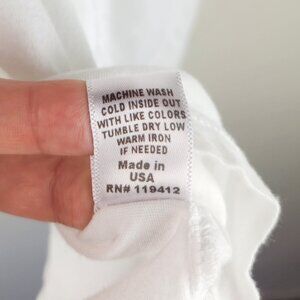 MACHINE WASH
COLD INSIDE OUT
WITH LIKE COLORS
TUMBLE DRY LOW
WARM IRON
IF NEEDED
Made in
USA
RN# 119412